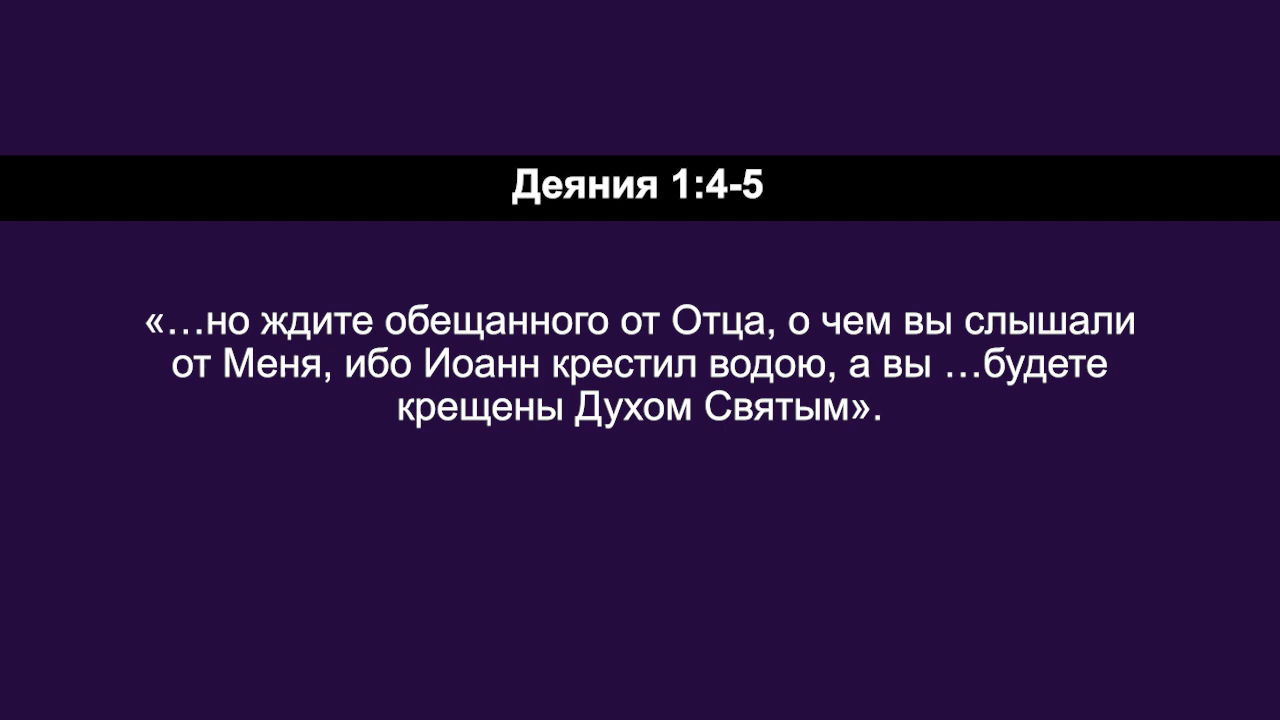 Деяния 1:4-5
«…но ждите обещанного от Отца, о чем вы слышали
от Меня, ибо Иоанн крестил водою, а вы …будете
крещены Духом Святым».